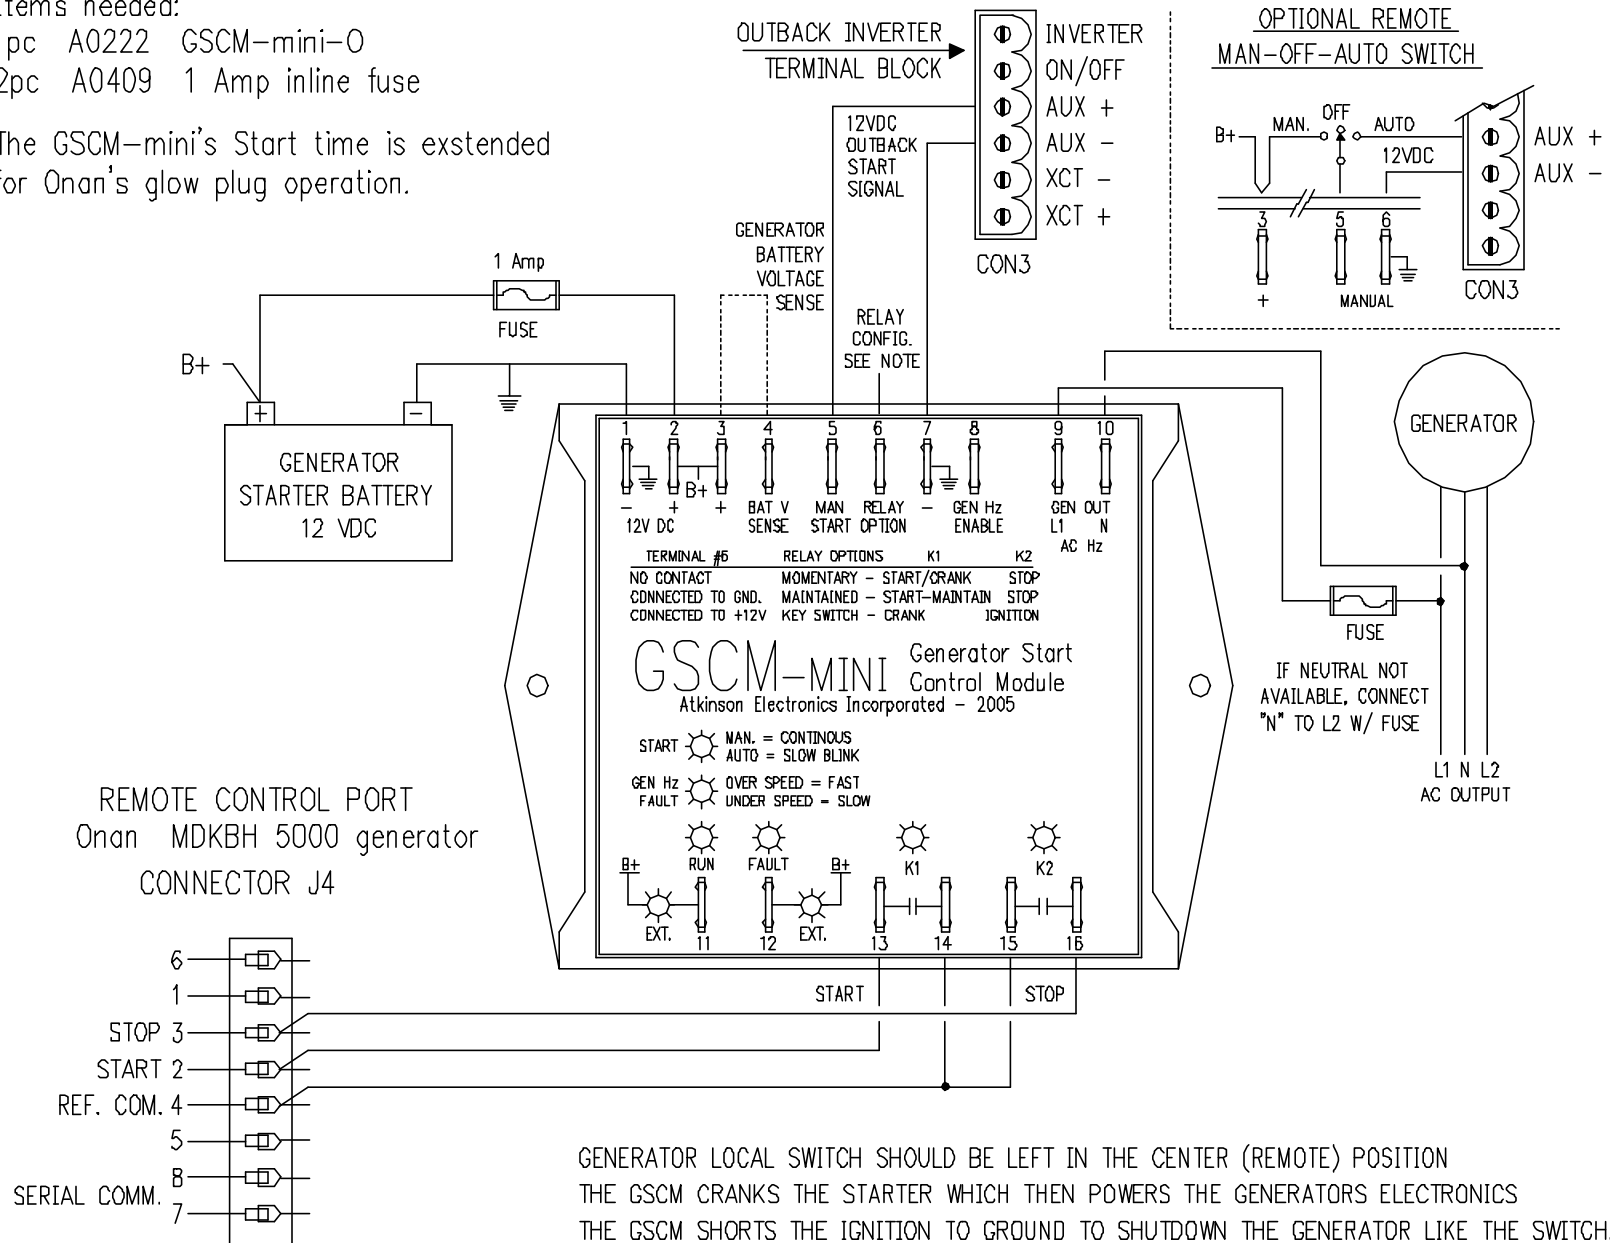 Items needed:
1pc A0222 GSCM-mini-O
2pc A0409 1 Amp inline fuse
The GSCM-mini's Start time is exstended
for Onan's glow plug operation.
OUTBACK INVERTER
TERMINAL BLOCK
INVERTER
ON/OFF
AUX +
AUX -
XCT -
XCT +
CON3
12VDC
OUTBACK
START
SIGNAL
OPTIONAL REMOTE
MAN-OFF-AUTO SWITCH
OFF
B+ MAN. AUTO
12VDC
AUX +
AUX -
3 5 6
+ MANUAL
CON3
GENERATOR
BATTERY
VOLTAGE
SENSE
RELAY
CONFIG.
SEE NOTE
1 Amp
FUSE
B+
+ -
GENERATOR
STARTER BATTERY
12 VDC
1 2 3 4 5 6 7 8 9 10
B+
- + + BAT V MAN RELAY - GEN Hz GEN OUT
12V DC SENSE START OPTION ENABLE L1 N
AC Hz
TERMINAL #6 RELAY OPTIONS K1 K2
NO CONTACT MOMENTARY - START/CRANK STOP
CONNECTED TO GND. MAINTAINED - START-MAINTAIN STOP
CONNECTED TO +12V KEY SWITCH - CRANK IGNITION
GSCM-MINI Generator Start
Control Module
Atkinson Electronics Incorporated - 2005
START MAN. = CONTINOUS
AUTO = SLOW BLINK
GEN Hz OVER SPEED = FAST
FAULT UNDER SPEED = SLOW
B+ RUN FAULT B+ K1 K2
EXT. 11 12 EXT. 13 14 15 16
START STOP
GENERATOR
FUSE
IF NEUTRAL NOT
AVAILABLE, CONNECT
"N" TO L2 W/ FUSE
L1 N L2
AC OUTPUT
REMOTE CONTROL PORT
Onan MDKBH 5000 generator
CONNECTOR J4
6
1
STOP 3
START 2
REF. COM. 4
5
8
SERIAL COMM.
7
GENERATOR LOCAL SWITCH SHOULD BE LEFT IN THE CENTER (REMOTE) POSITION
THE GSCM CRANKS THE STARTER WHICH THEN POWERS THE GENERATORS ELECTRONICS
THE GSCM SHORTS THE IGNITION TO GROUND TO SHUTDOWN THE GENERATOR LIKE THE SWITCH.